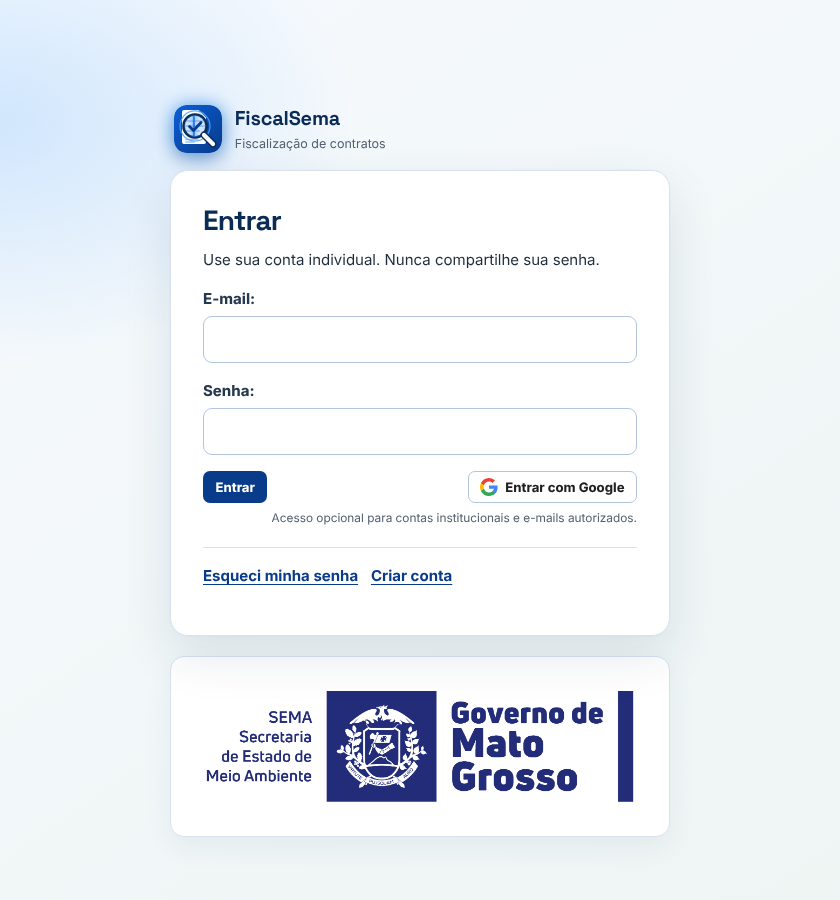 FiscalSema
Fiscalização de contratos
Entrar
Use sua conta individual. Nunca compartilhe sua senha.
E-mail:
Senha:
Entrar
Entrar com Google
Acesso opcional para contas institucionais e e-mails autorizados.
Esqueci minha senha
Criar conta
SEMA
Secretaria
de Estado de
Meio Ambiente
Governo de
Mato
Grosso